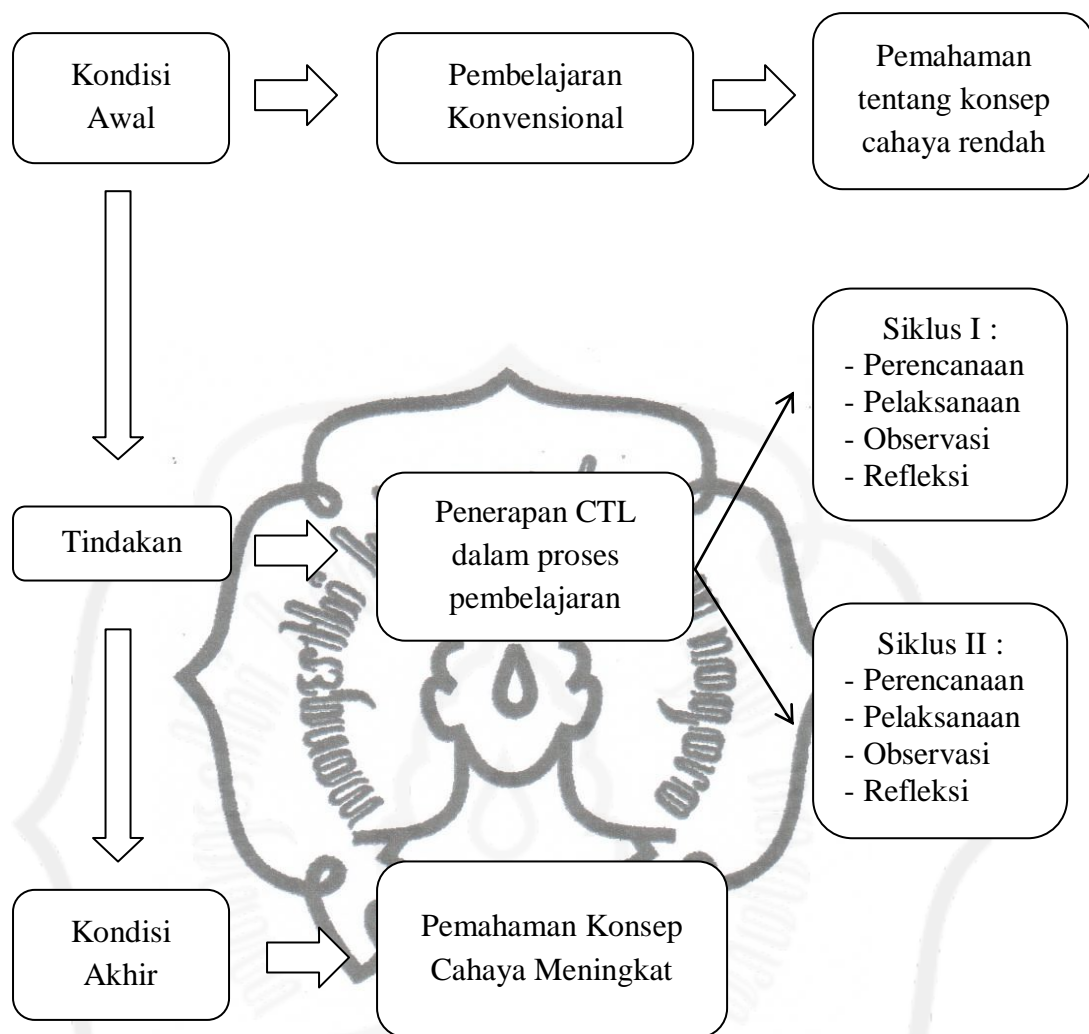 Kondisi
Awal
Pembelajaran
Konvensional
Pemahaman
tentang konsep
cahaya rendah
Siklus I :
- Perencanaan
- Pelaksanaan
- Observasi
- Refleksi
Tindakan
Penerapan CTL
dalam proses
pembelajaran
Siklus II :
- Perencanaan
- Pelaksanaan
- Observasi
- Refleksi
Kondisi
Akhir
Pemahaman Konsep
Cahaya Meningkat